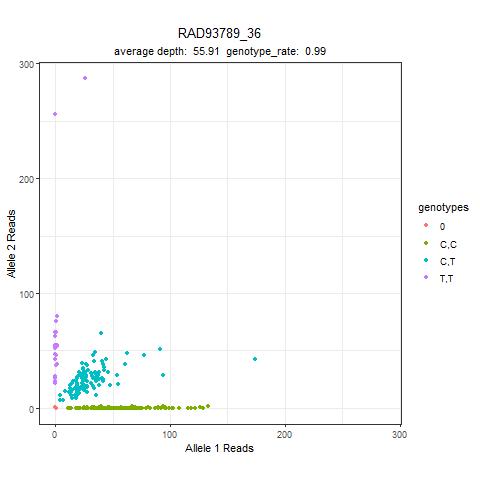 RAD93789_36
average depth: 55.91 genotype_rate: 0.99
300
200
100
0
Allele 2 Reads
0 100 200 300
Allele 1 Reads
genotypes
0
C,C
C,T
T,T